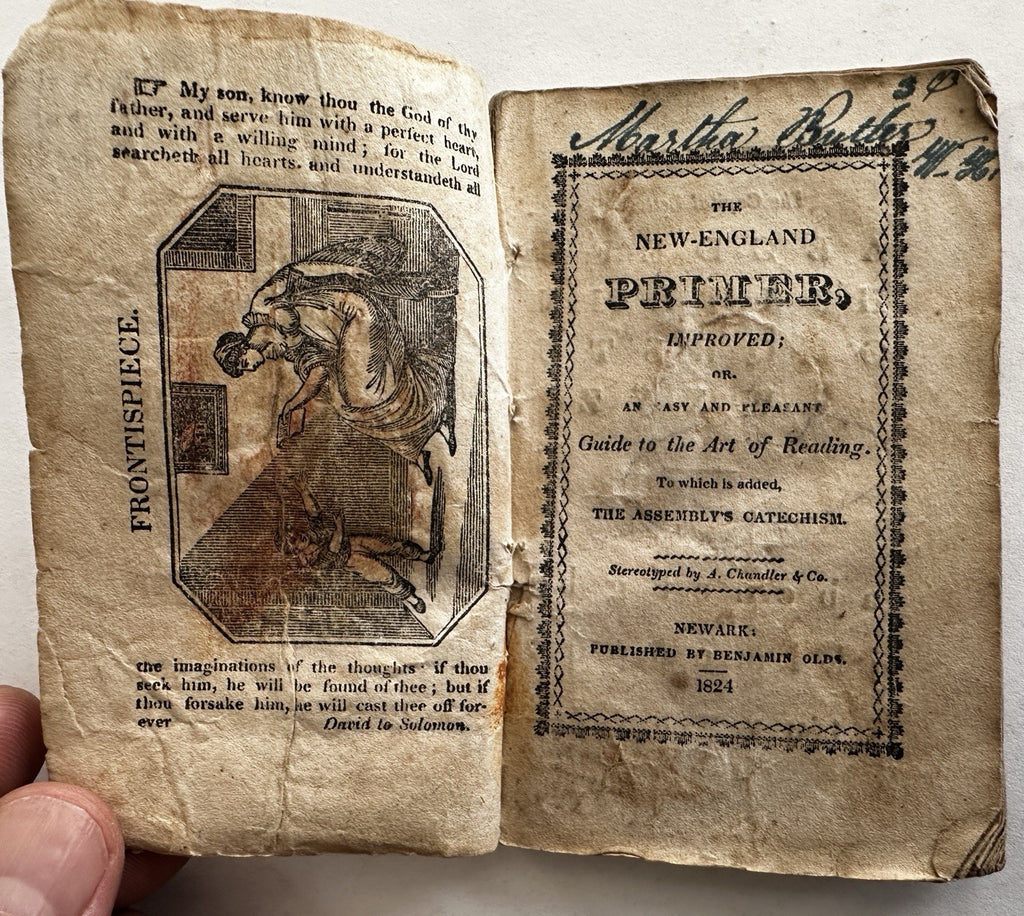 ☞ My son, know thou the God of thy
father, and serve him with a perfect heart,
and with a willing mind; for the Lord
searcheth all hearts. and understandeth all
FRONTISPIECE.
the imaginations of the thoughts: if thou
seek him, he will be found of thee; but if
thou forsake him, he will cast thee off for-
ever David to Solomon.
Martha Butler
THE
NEW-ENGLAND
PRIMER,
IMPROVED;
OR.
AN EASY AND PLEASANT
Guide to the Art of Reading.
To which is added,
THE ASSEMBLY'S CATECHISM.
Stereotyped by A. Chandler & Co.
NEWARK:
PUBLISHED BY BENJAMIN OLDS.
1824